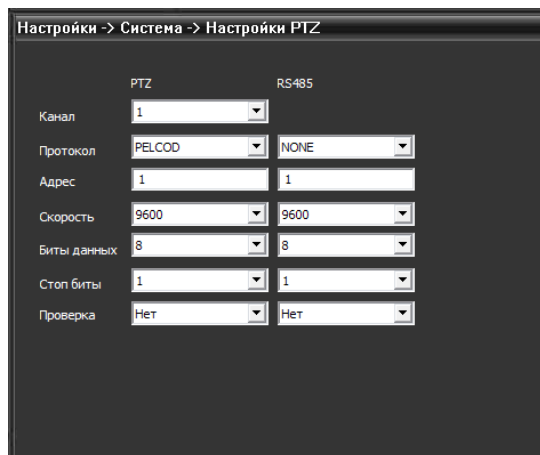 Настройки -> Система -> Настройки PTZ
PTZ RS485
Канал 1
Протокол PELCOD NONE
Адрес 1 1
Скорость 9600 9600
Биты данных 8 8
Стоп биты 1 1
Проверка Нет Нет